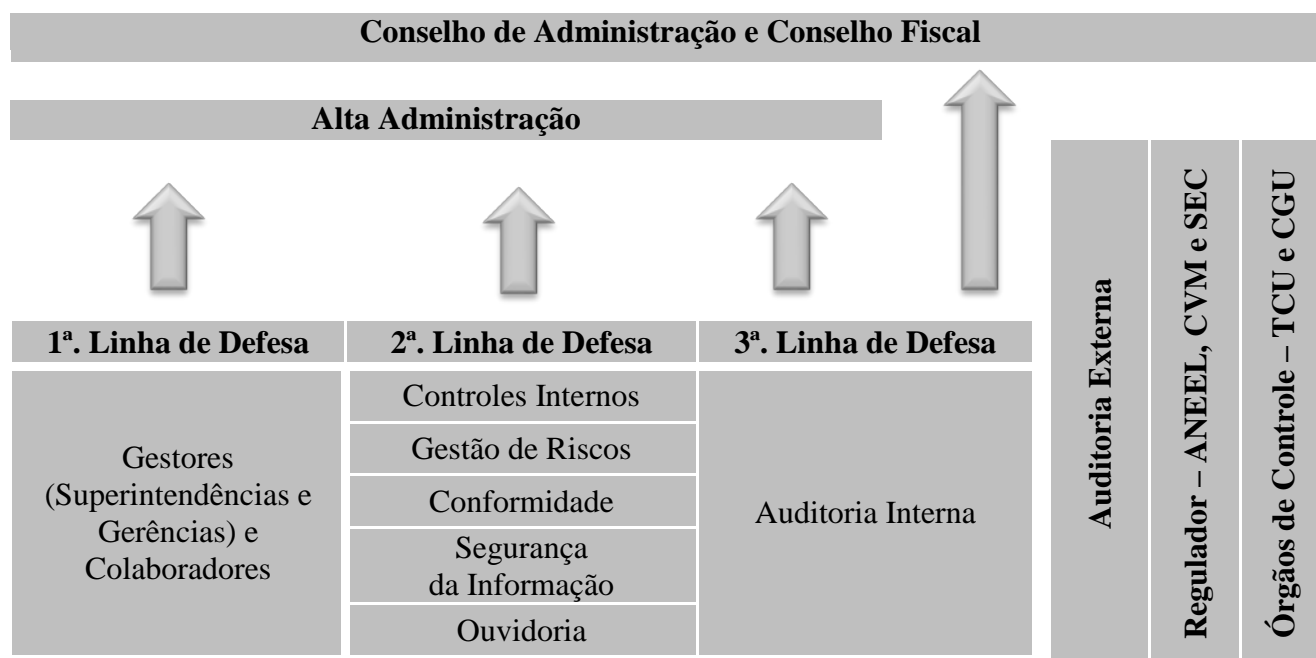 Conselho de Administração e Conselho Fiscal
Alta Administração
1ª. Linha de Defesa
2ª. Linha de Defesa
3ª. Linha de Defesa
Gestores
(Superintendências e
Gerências) e
Colaboradores
Controles Internos
Gestão de Riscos
Conformidade
Segurança
da Informação
Ouvidoria
Auditoria Interna
Auditoria Externa
Regulador – ANEEL, CVM e SEC
Órgãos de Controle – TCU e CGU